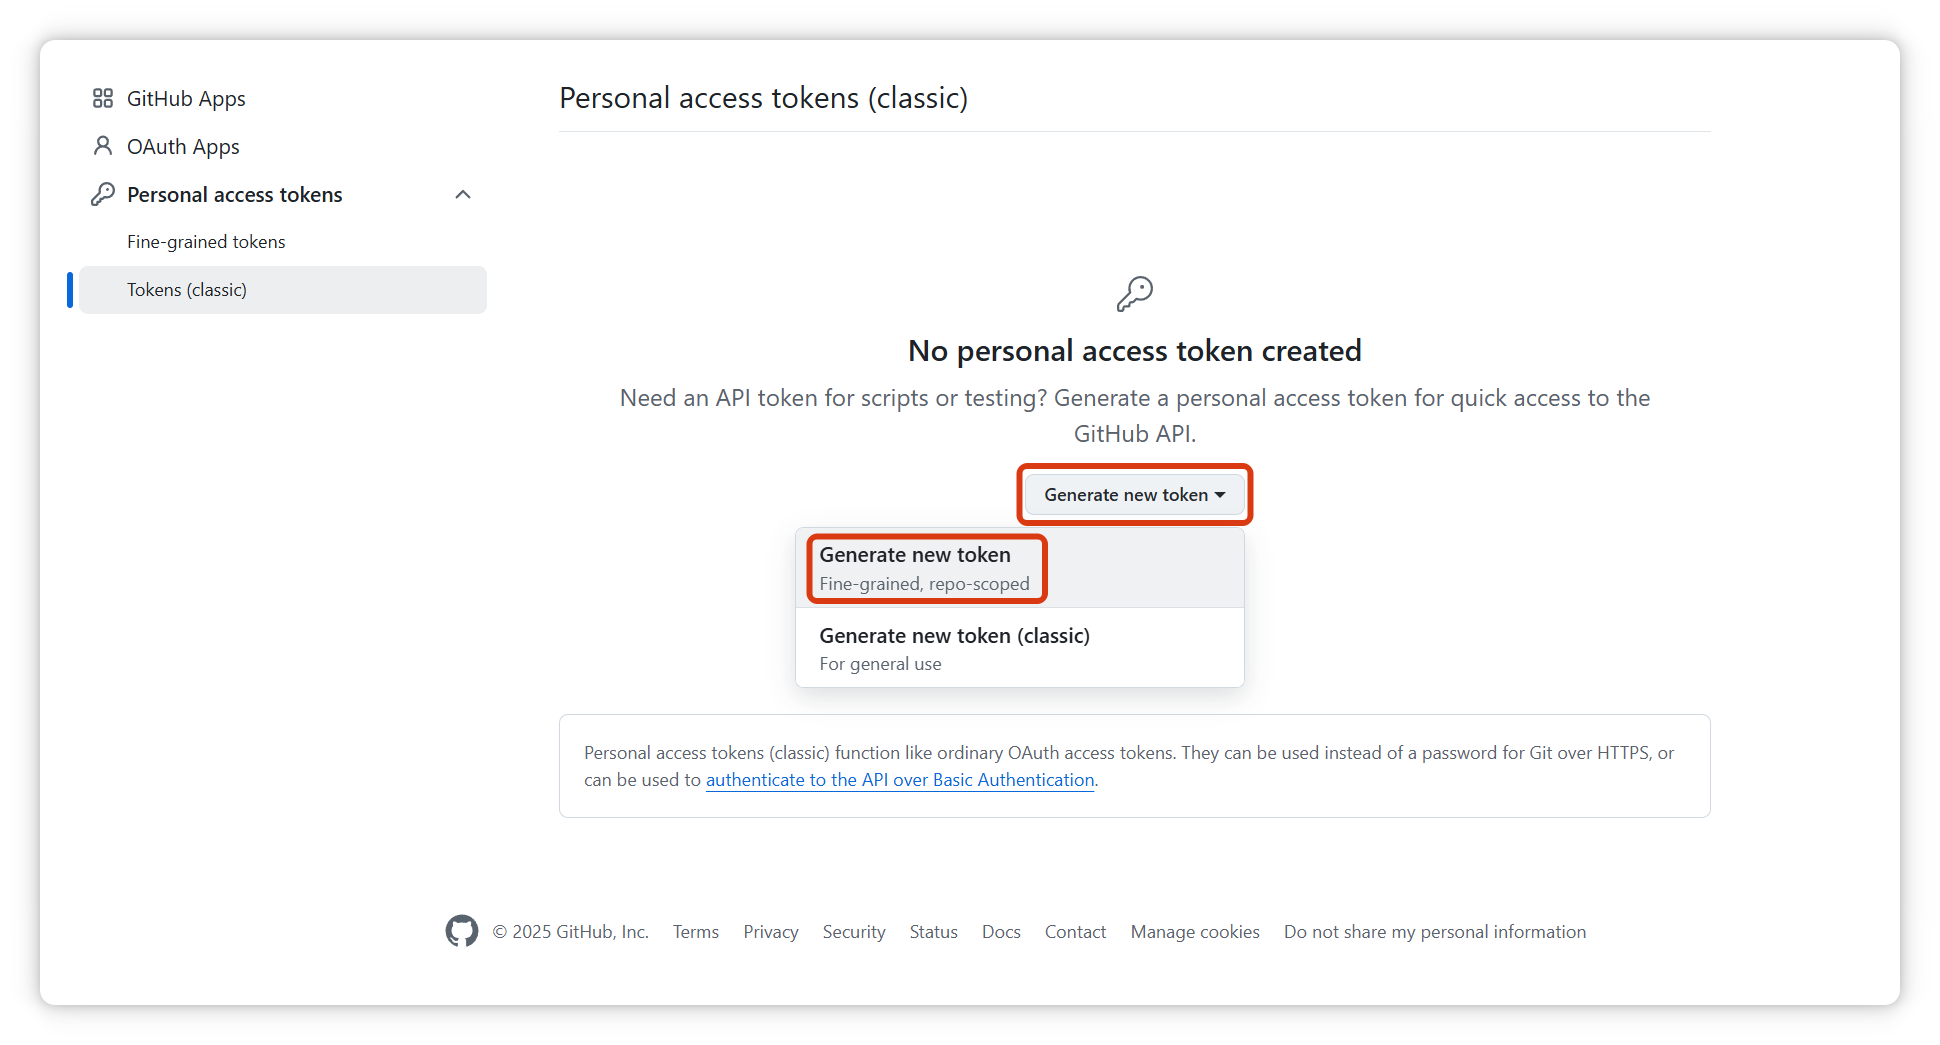 GitHub Apps
OAuth Apps
Personal access tokens
Fine-grained tokens
Tokens (classic)
Personal access tokens (classic)
No personal access token created
Need an API token for scripts or testing? Generate a personal access token for quick access to the
GitHub API.
Generate new token
Generate new token
Fine-grained, repo-scoped
Generate new token (classic)
For general use
Personal access tokens (classic) function like ordinary OAuth access tokens. They can be used instead of a password for Git over HTTPS, or
can be used to authenticate to the API over Basic Authentication.
© 2025 GitHub, Inc. Terms Privacy Security Status Docs Contact Manage cookies Do not share my personal information